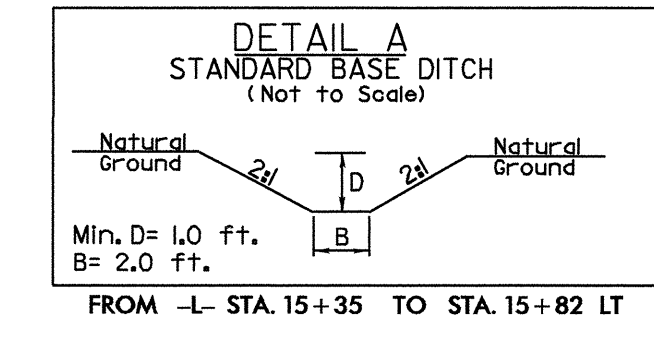 DETAIL A
STANDARD BASE DITCH
(Not to Scale)
Natural
Ground
2:1
D
2:1
Natural
Ground
B
Min. D= 1.0 ft.
B= 2.0 ft.
FROM -L- STA. 15+35 TO STA. 15+82 LT